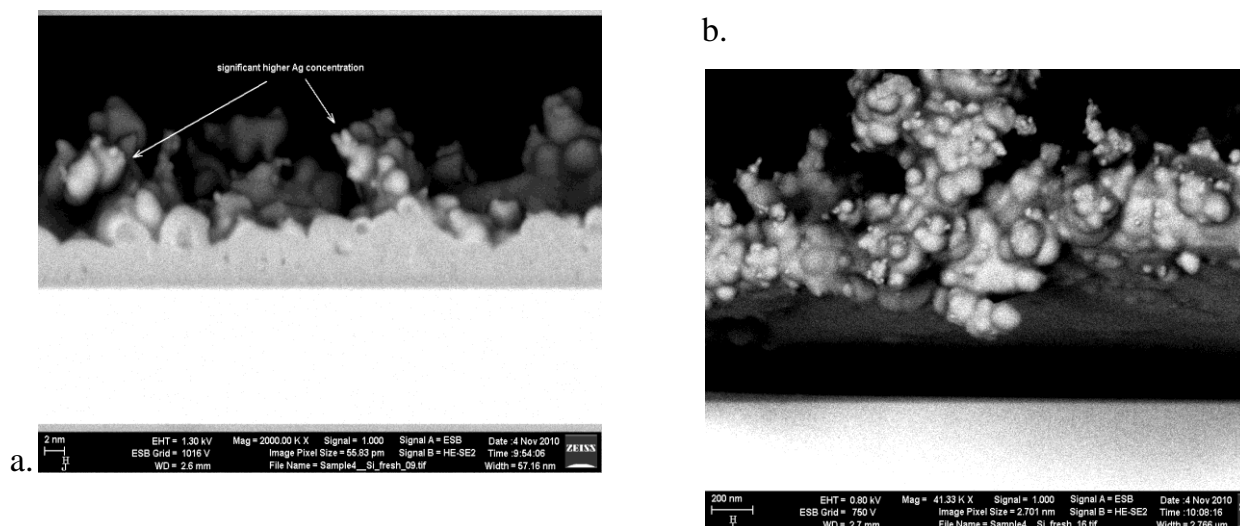 b.
significant higher Ag concentration
a.
2 nm
EHT = 1.30 kV Mag = 2000.00 K X Signal = 1.000 Signal A = ESB Date :4 Nov 2010
ESB Grid = 1016 V Image Pixel Size = 55.83 pm Signal B = HE-SE2 Time :9:54:06
WD = 2.6 mm File Name = Sample4__Si_fresh_09.tif Width = 57.16 nm
ZEISS
200 nm
EHT = 0.80 kV Mag = 41.33 K X Signal = 1.000 Signal A = ESB Date :4 Nov 2010
ESB Grid = 750 V Image Pixel Size = 2.701 nm Signal B = HE-SE2 Time :10:08:16
WD = 2.7 mm File Name = Sample4__Si_fresh_16.tif Width = 2.766 µm